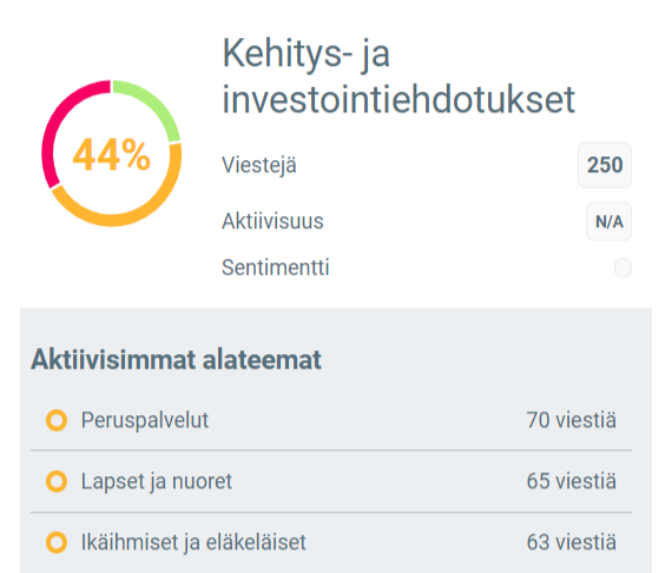 Kehitys- ja
investointiehdotukset
44%
Viestejä 250
Aktiivisuus N/A
Sentimentti
Aktiivisimmat alateemat
Peruspalvelut 70 viestiä
Lapset ja nuoret 65 viestiä
Ikäihmiset ja eläkeläiset 63 viestiä